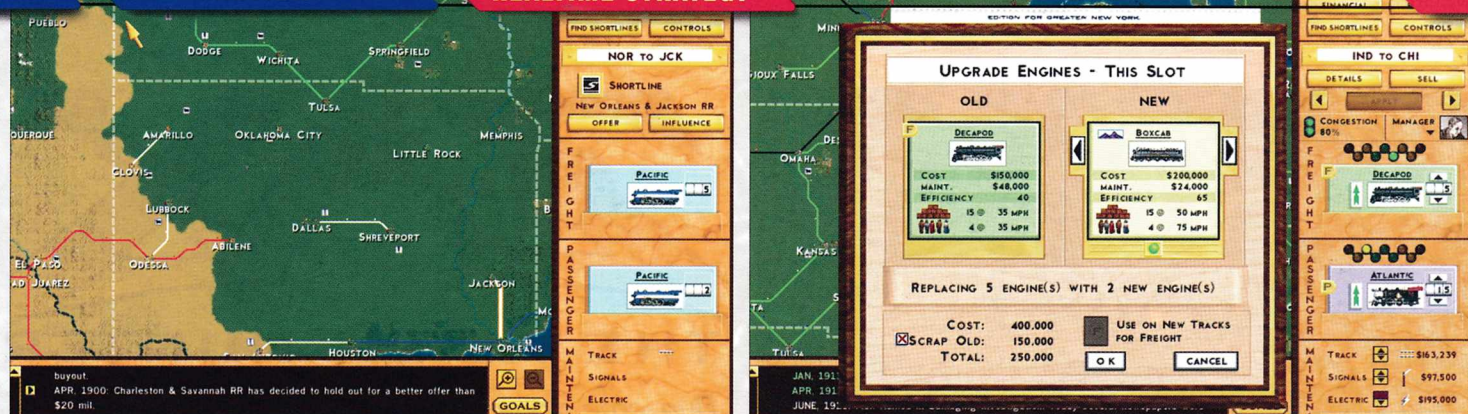 PUEBLO
DODGE
WICHITA
SPRINGFIELD
TULSA
AMARILLO
OKLAHOMA CITY
MEMPHIS
LITTLE ROCK
CLOVIS
LUBBOCK
DALLAS
SHREVEPORT
ABILENE
EL PASO
ODESSA
JACKSON
HOUSTON
NEW ORLEANS
buyout.
APR, 1900: Charleston & Savannah RR has decided to hold out for a better offer than
$20 mil.
GOALS
FIND SHORTLINES CONTROLS
NOR TO JCK
SHORTLINE
NEW ORLEANS & JACKSON RR
OFFER INFLUENCE
FREIGHT
PACIFIC
5
PASSENGER
PACIFIC
2
TRACK
SIGNALS
ELECTRIC
EDITION FOR GREATER NEW YORK.
SIOUX FALLS
OMAHA
TULSA
UPGRADE ENGINES - THIS SLOT
OLD NEW
F DECAPOD
COST $150,000
MAINT. $48,000
EFFICIENCY 40
15 @ 35 MPH
4 @ 35 MPH
BOXCAB
COST $200,000
MAINT. $24,000
EFFICIENCY 65
15 @ 50 MPH
4 @ 75 MPH
REPLACING 5 ENGINE(S) WITH 2 NEW ENGINE(S)
COST: 400,000
SCRAP OLD: 150,000
TOTAL: 250,000
F USE ON NEW TRACKS
FOR FREIGHT
OK CANCEL
FINANCIAL
FIND SHORTLINES CONTROLS
IND TO CHI
DETAILS SELL
APPLY
CONGESTION
80%
MANAGER
FREIGHT
F DECAPOD
5
PASSENGER
P ATLANTIC
15
TRACK $163,239
SIGNALS $97,500
ELECTRIC $195,000